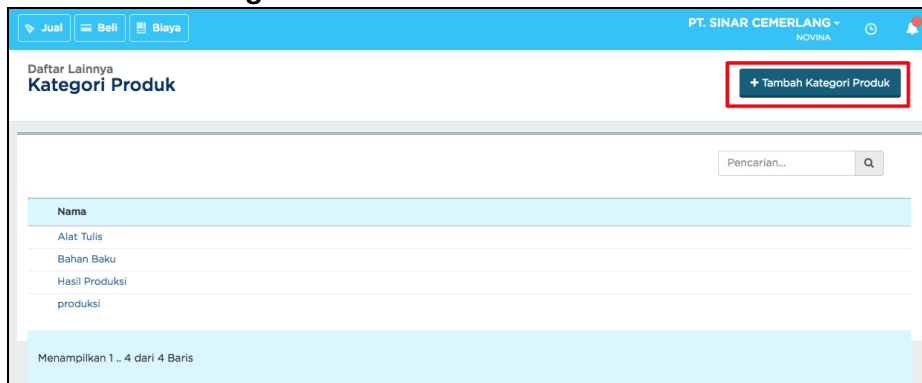 Jual Beli Biaya PT. SINAR CEMERLANG
NOVINA
Daftar Lainnya
Kategori Produk
+ Tambah Kategori Produk
Pencarian...
Nama
Alat Tulis
Bahan Baku
Hasil Produksi
produksi
Menampilkan 1 .. 4 dari 4 Baris